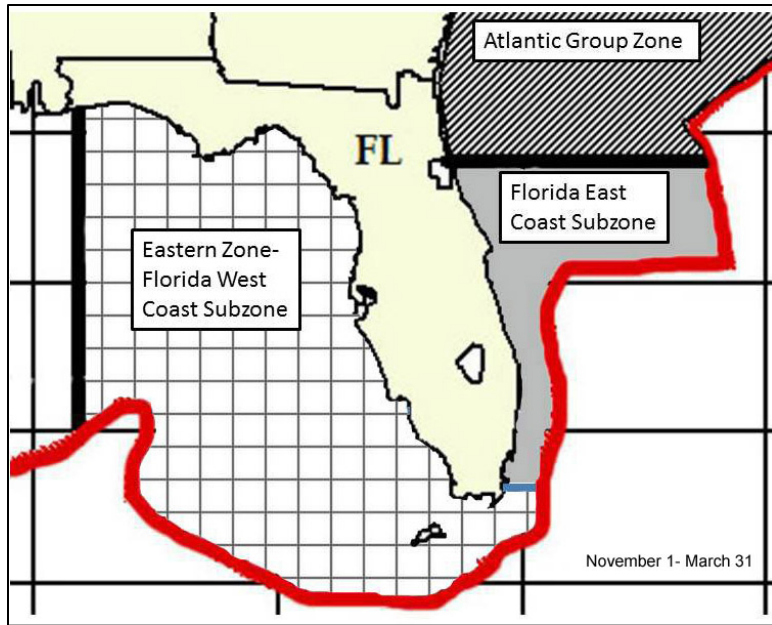 Atlantic Group Zone
FL
Florida East
Coast Subzone
Eastern Zone-
Florida West
Coast Subzone
November 1- March 31